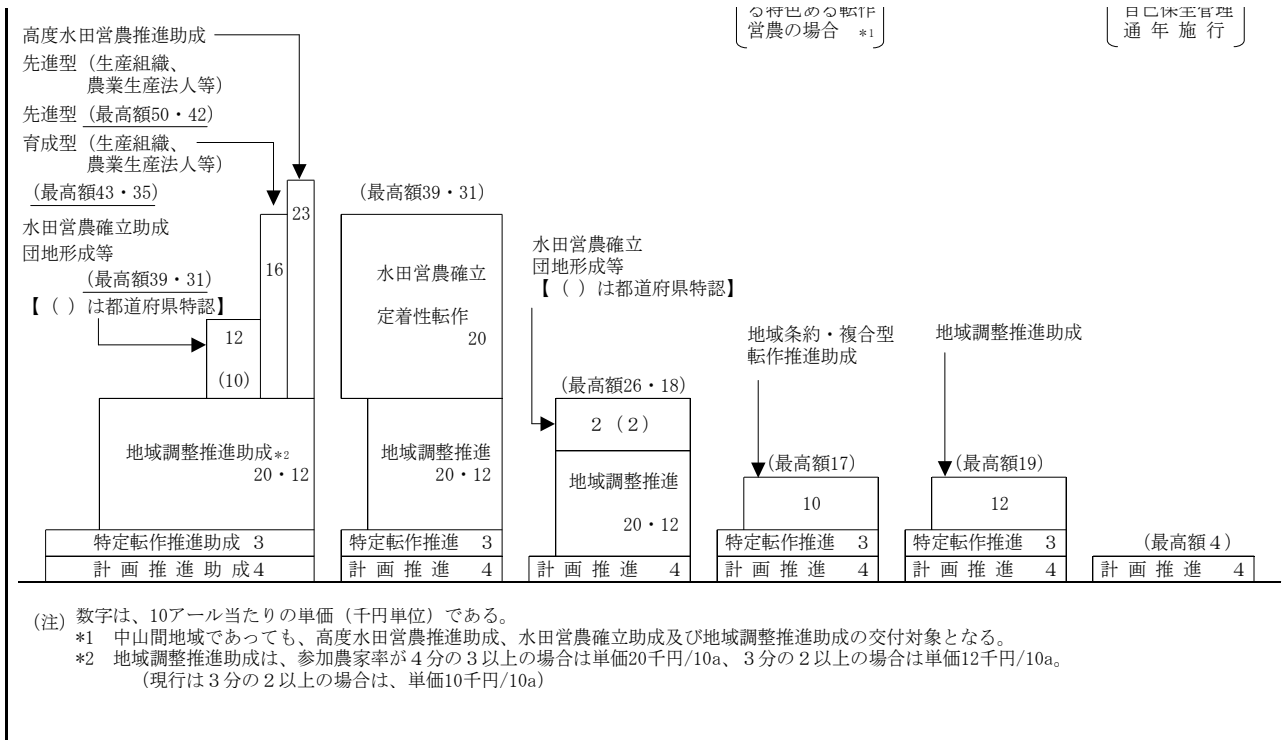 る特色ある転作
営農の場合 *1
自己保全管理
通 年 施 行
高度水田営農推進助成
先進型（生産組織、
農業生産法人等）
先進型（最高額50・42）
育成型（生産組織、
農業生産法人等）
（最高額43・35）
水田営農確立助成
団地形成等
（最高額39・31）
【（ ）は都道府県特認】
12
(10)
16
23
地域調整推進助成*2
20・12
特定転作推進助成 3
計 画 推 進 助 成4
（最高額39・31）
水田営農確立
定着性転作
20
地域調整推進
20・12
特定転作推進 3
計 画 推 進 4
水田営農確立
団地形成等
【（ ）は都道府県特認】
（最高額26・18）
2（2）
地域調整推進
20・12
計 画 推 進 4
地域条約・複合型
転作推進助成
（最高額17）
10
特定転作推進 3
計 画 推 進 4
地域調整推進助成
（最高額19）
12
特定転作推進 3
計 画 推 進 4
（最高額４）
計 画 推 進 4
（注）数字は、10アール当たりの単価（千円単位）である。
*1 中山間地域であっても、高度水田営農推進助成、水田営農確立助成及び地域調整推進助成の交付対象となる。
*2 地域調整推進助成は、参加農家率が４分の３以上の場合は単価20千円/10a、３分の２以上の場合は単価12千円/10a。
（現行は３分の２以上の場合は、単価10千円/10a）